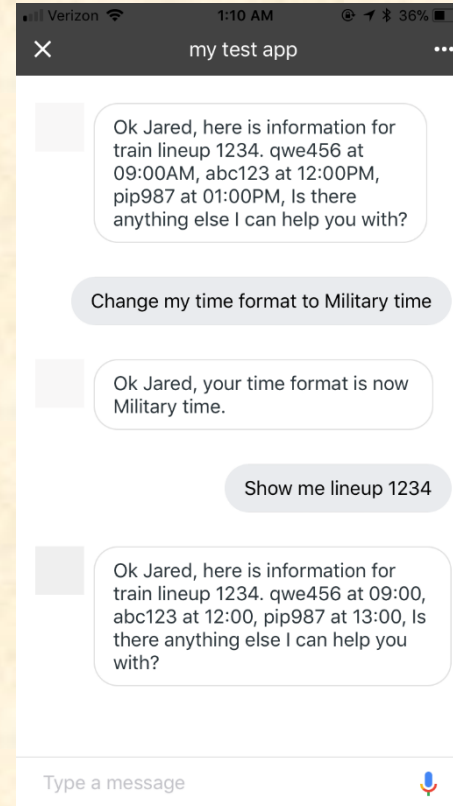 Verizon 1:10 AM 36%
my test app
Ok Jared, here is information for
train lineup 1234. qwe456 at
09:00AM, abc123 at 12:00PM,
pip987 at 01:00PM, Is there
anything else I can help you with?
Change my time format to Military time
Ok Jared, your time format is now
Military time.
Show me lineup 1234
Ok Jared, here is information for
train lineup 1234. qwe456 at 09:00,
abc123 at 12:00, pip987 at 13:00, Is
there anything else I can help you
with?
Type a message